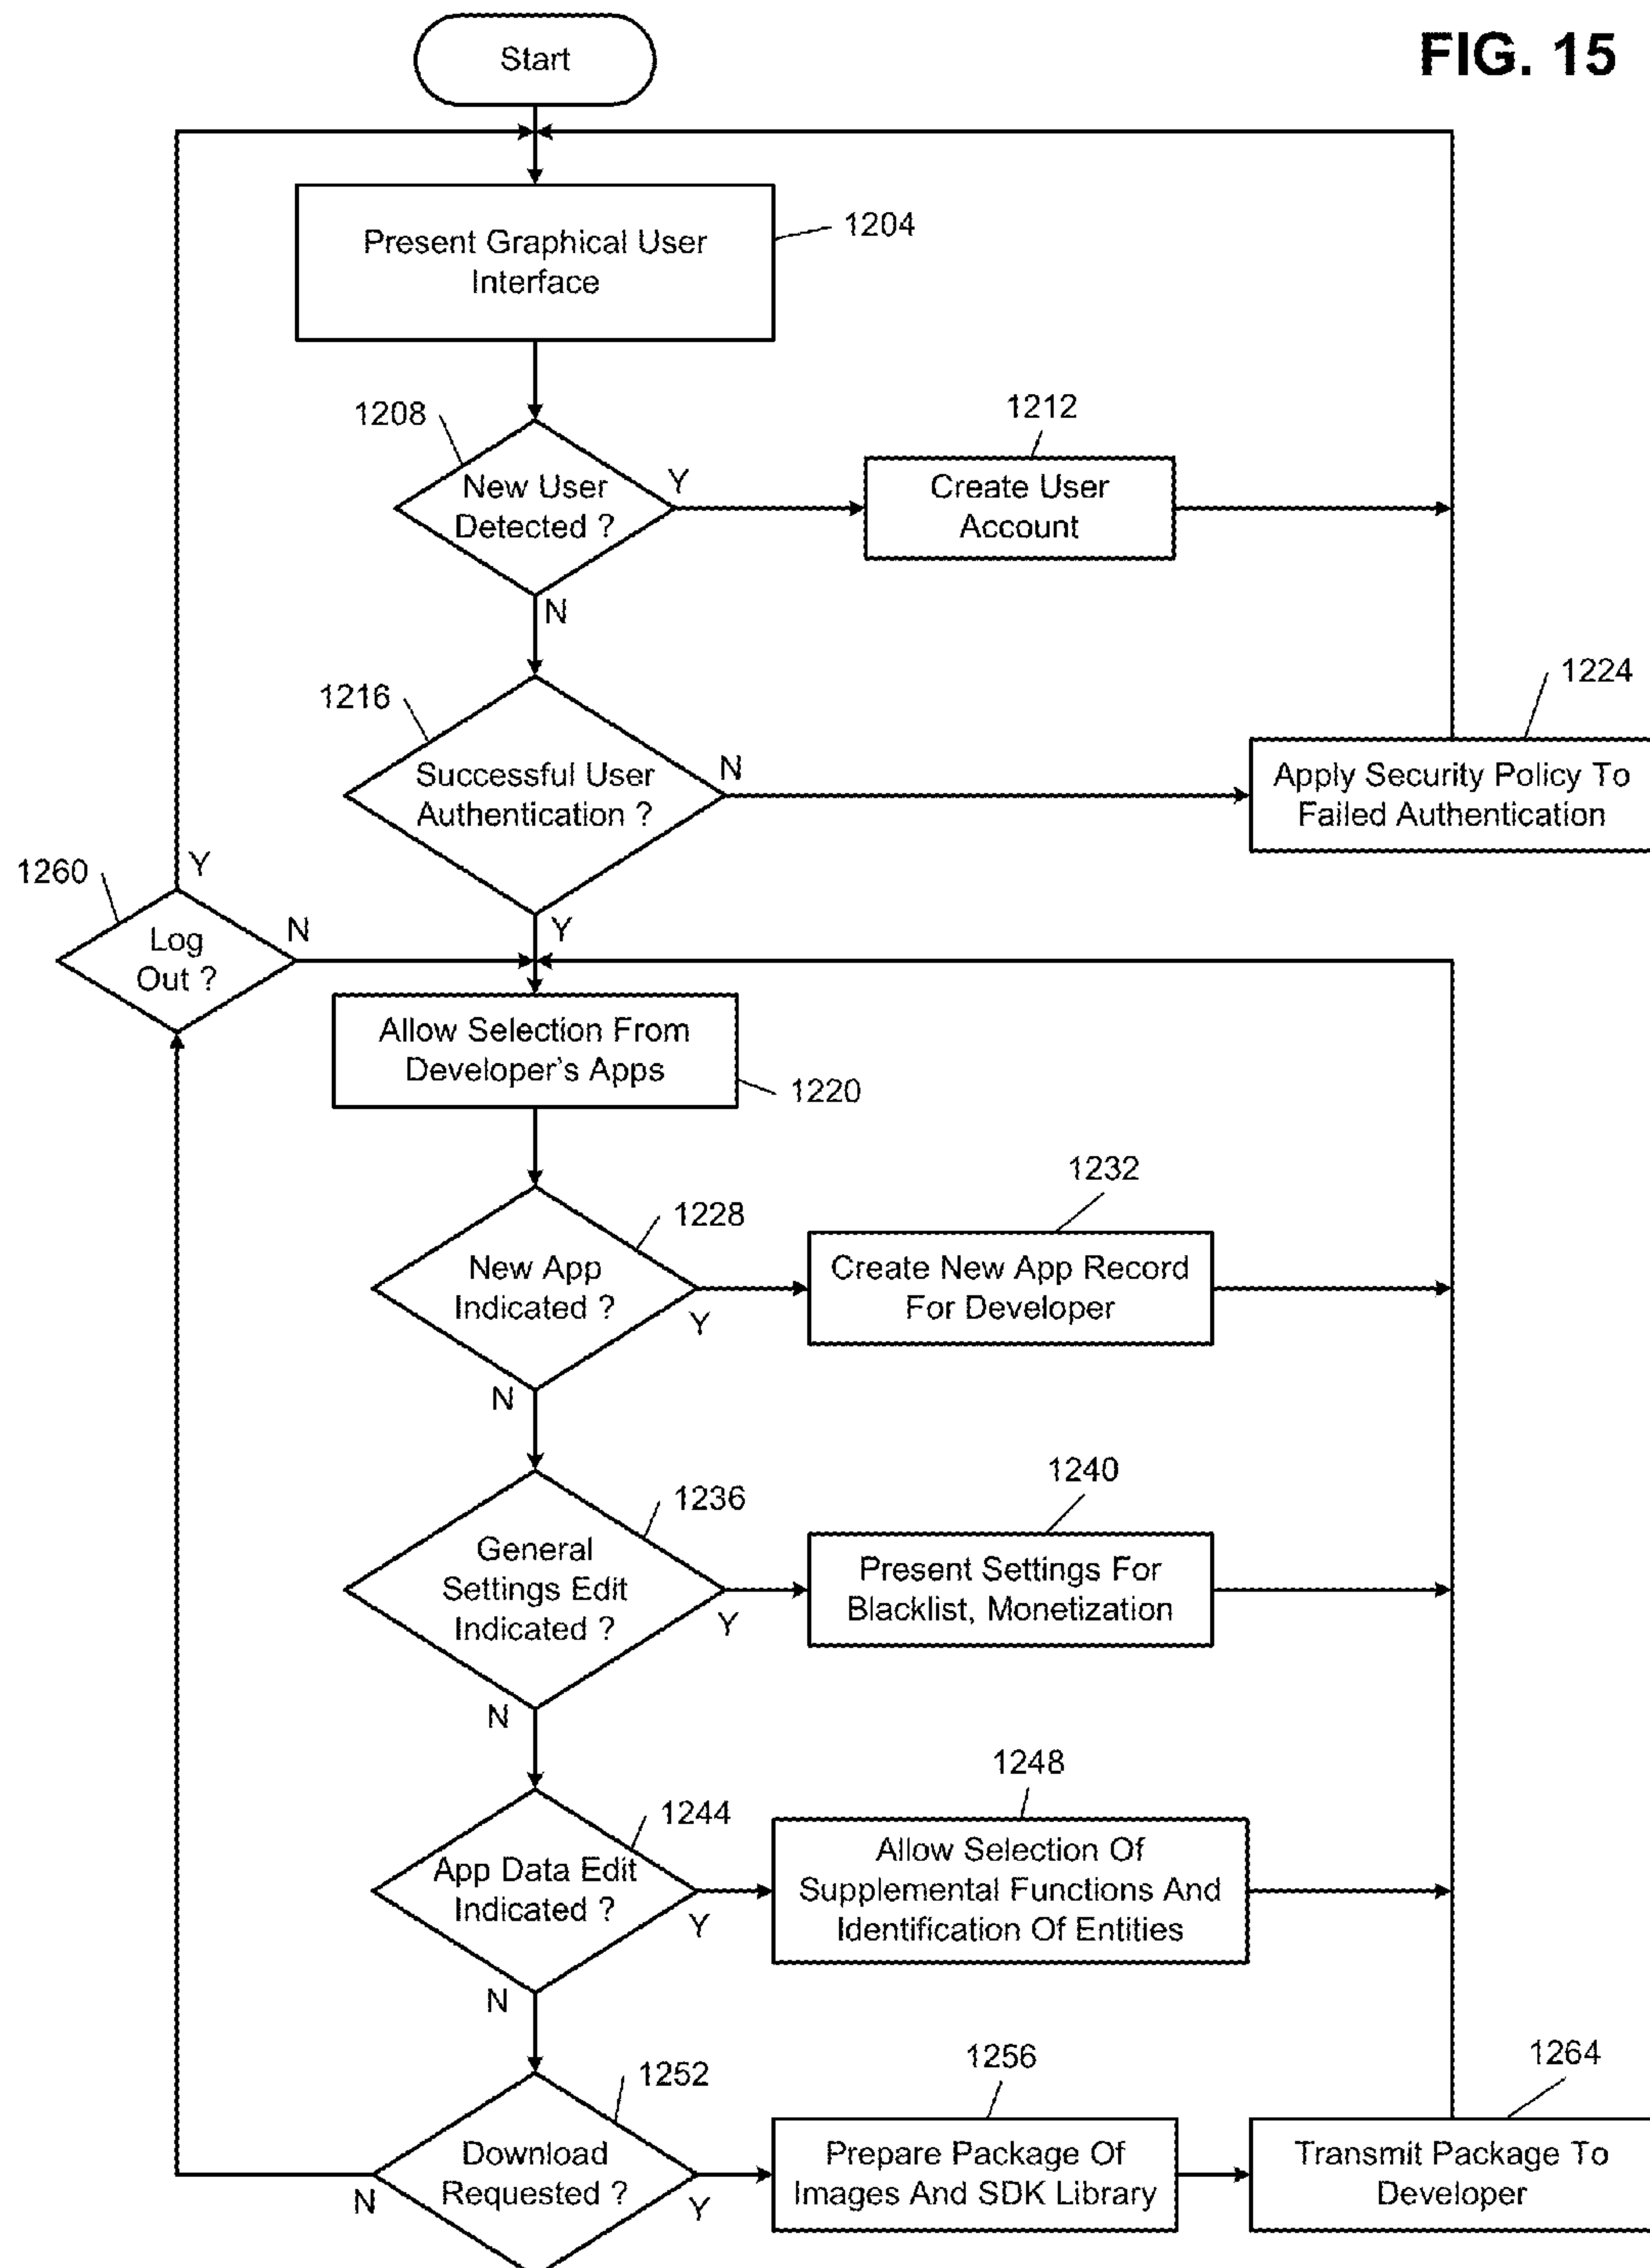 FIG. 15
Start
Present Graphical User
Interface
1204
1208
New User
Detected ?
Y
N
1212
Create User
Account
1216
Successful User
Authentication ?
N
Y
1224
Apply Security Policy To
Failed Authentication
1260
Log
Out ?
Y
N
Allow Selection From
Developer's Apps
1220
1228
New App
Indicated ?
Y
N
1232
Create New App Record
For Developer
1236
General
Settings Edit
Indicated ?
Y
N
1240
Present Settings For
Blacklist, Monetization
1244
App Data Edit
Indicated ?
Y
N
1248
Allow Selection Of
Supplemental Functions And
Identification Of Entities
1252
Download
Requested ?
N
Y
1256
Prepare Package Of
Images And SDK Library
1264
Transmit Package To
Developer